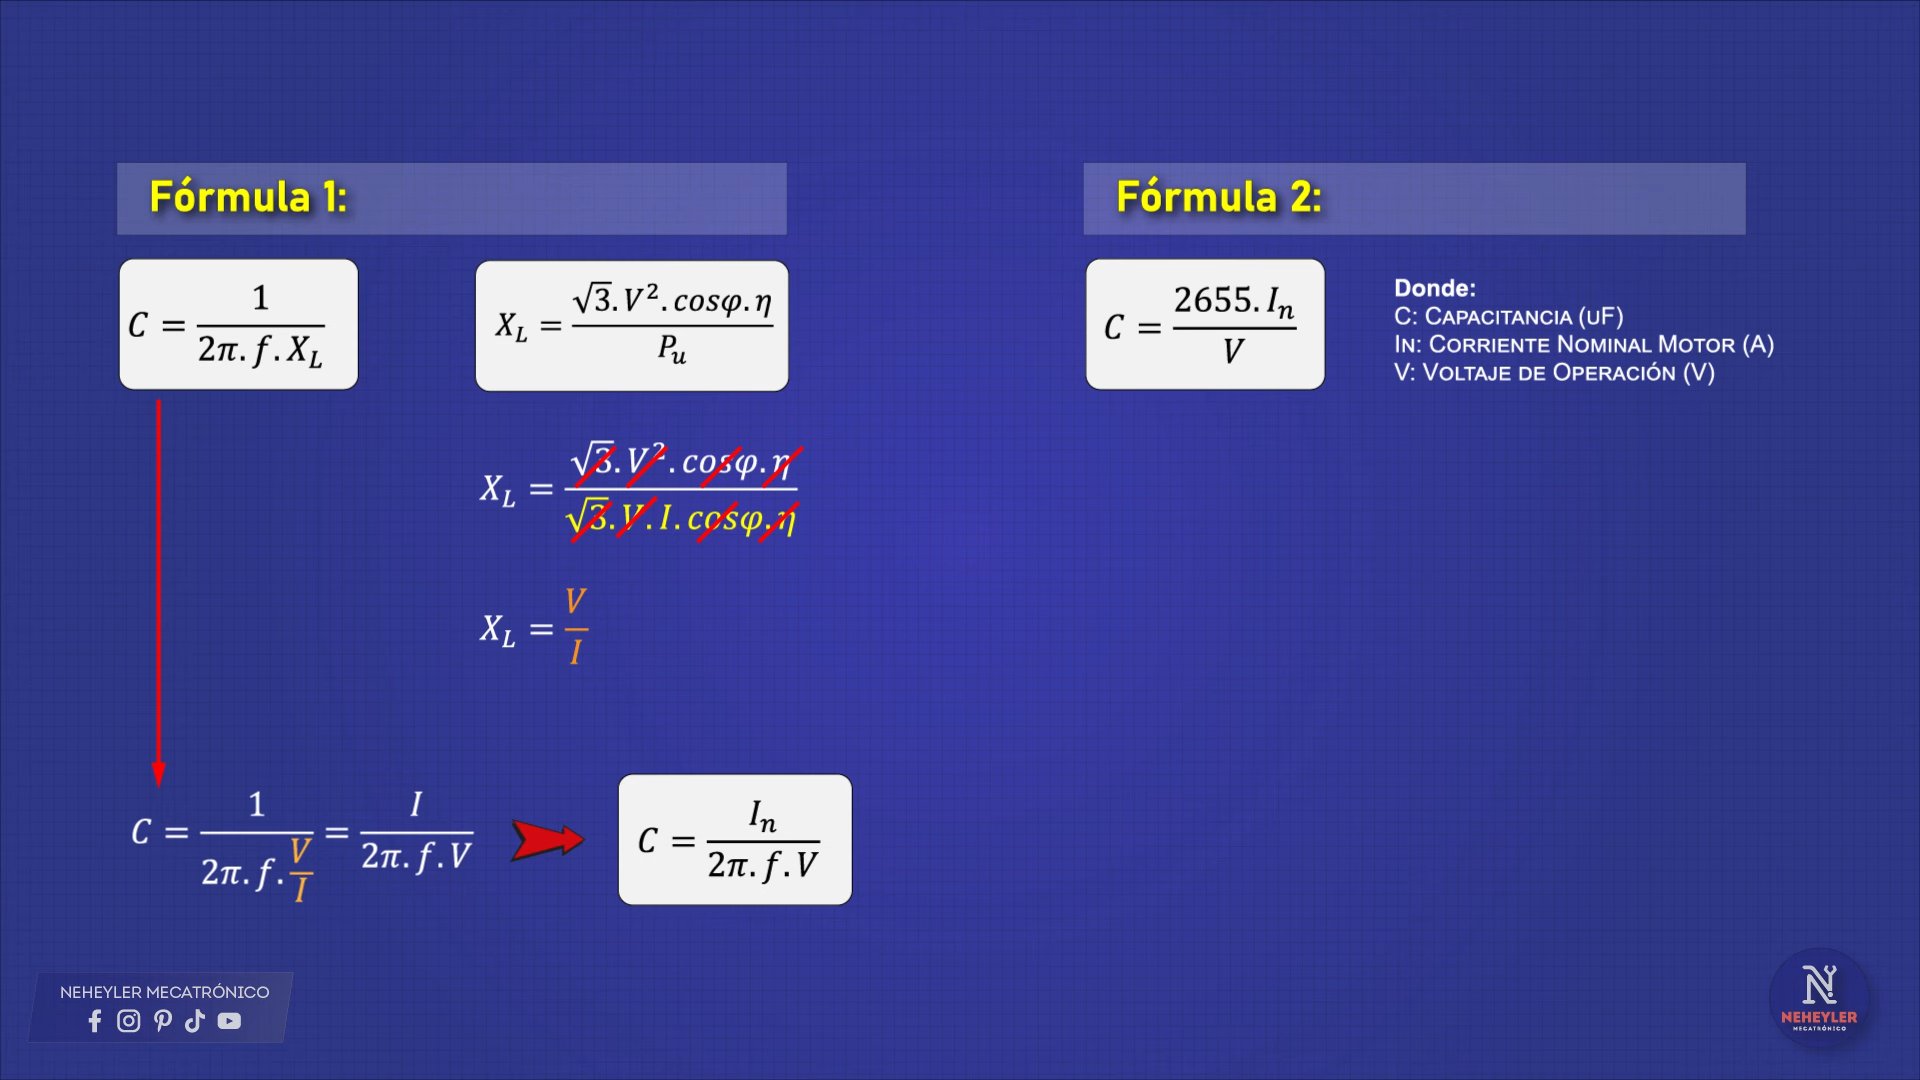 Fórmula 1:
C = 1 / (2π. f. X_L)
X_L = (√3. V². cosφ. η) / P_u
X_L = (√3. V². cosφ. η) / (√3. V. I. cosφ. η)
X_L = V / I
C = 1 / (2π. f. V/I) = I / (2π. f. V)
C = I_n / (2π. f. V)
Fórmula 2:
C = (2655. I_n) / V
Donde:
C: CAPACITANCIA (UF)
IN: CORRIENTE NOMINAL MOTOR (A)
V: VOLTAJE DE OPERACIÓN (V)
NEHEYLER MECATRÓNICO
N
NEHEYLER
MECATRÓNICO